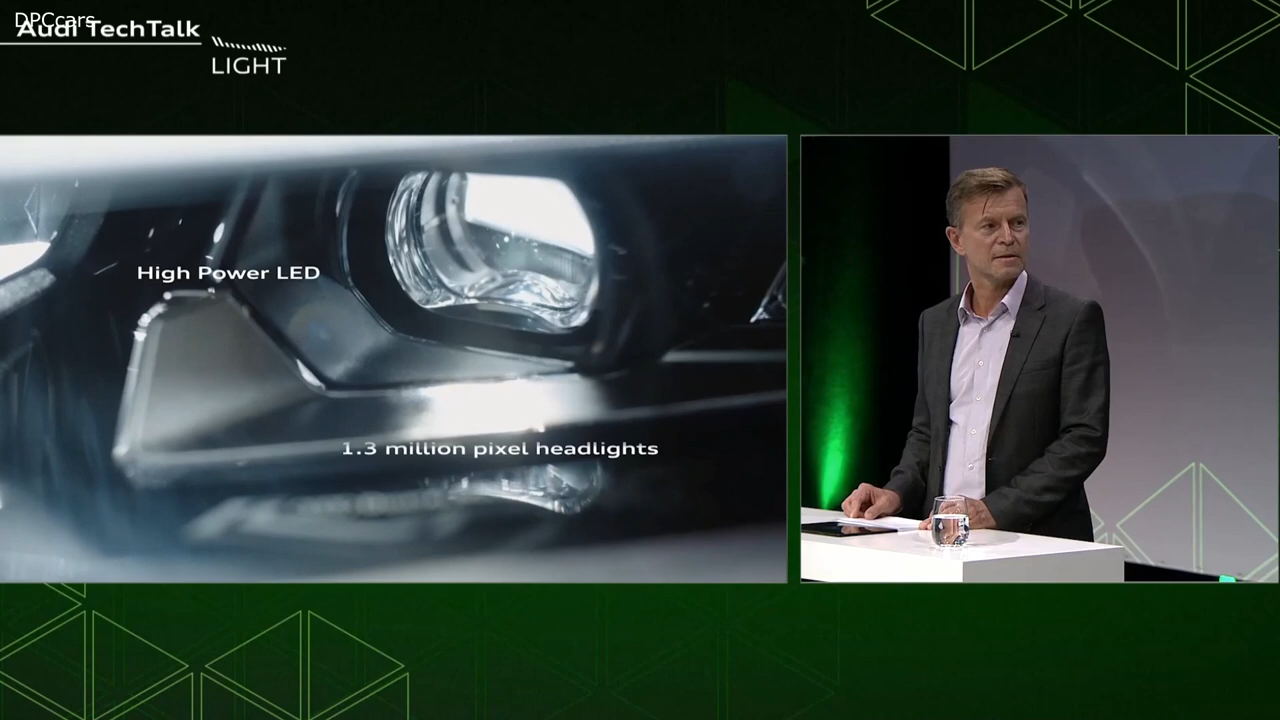 DPCcars
Audi TechTalk
LIGHT
High Power LED
1.3 million pixel headlights